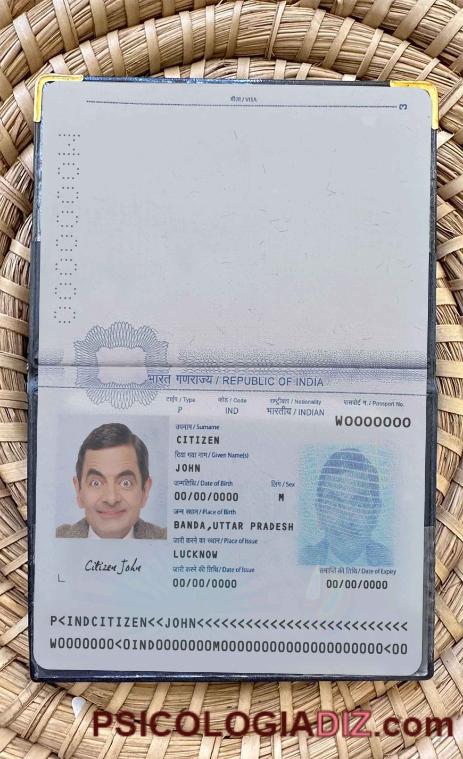 वीज़ा / VISA
3
W0000000
भारत गणराज्य / REPUBLIC OF INDIA
टाईप / Type कोड / Code राष्ट्रीयता / Nationality पासपोर्ट न. / Passport No.
P IND भारतीय / INDIAN W0000000
उपनाम / Surname
CITIZEN
दिया गया नाम / Given Name(s)
JOHN
जन्मतिथि / Date of Birth लिंग / Sex
00/00/0000 M
जन्म स्थान / Place of Birth
BANDA,UTTAR PRADESH
जारी करने का स्थान / Place of Issue
LUCKNOW
जारी करने की तिथि / Date of Issue समाप्ति की तिथि / Date of Expiry
00/00/0000 00/00/0000
Citizen John
P<INDCITIZEN<<JOHN<<<<<<<<<<<<<<<<<<<<<<<<<<
W0000000<0IND0000000M0000000000000000000000<00
PSICOLOGIADIZ.com